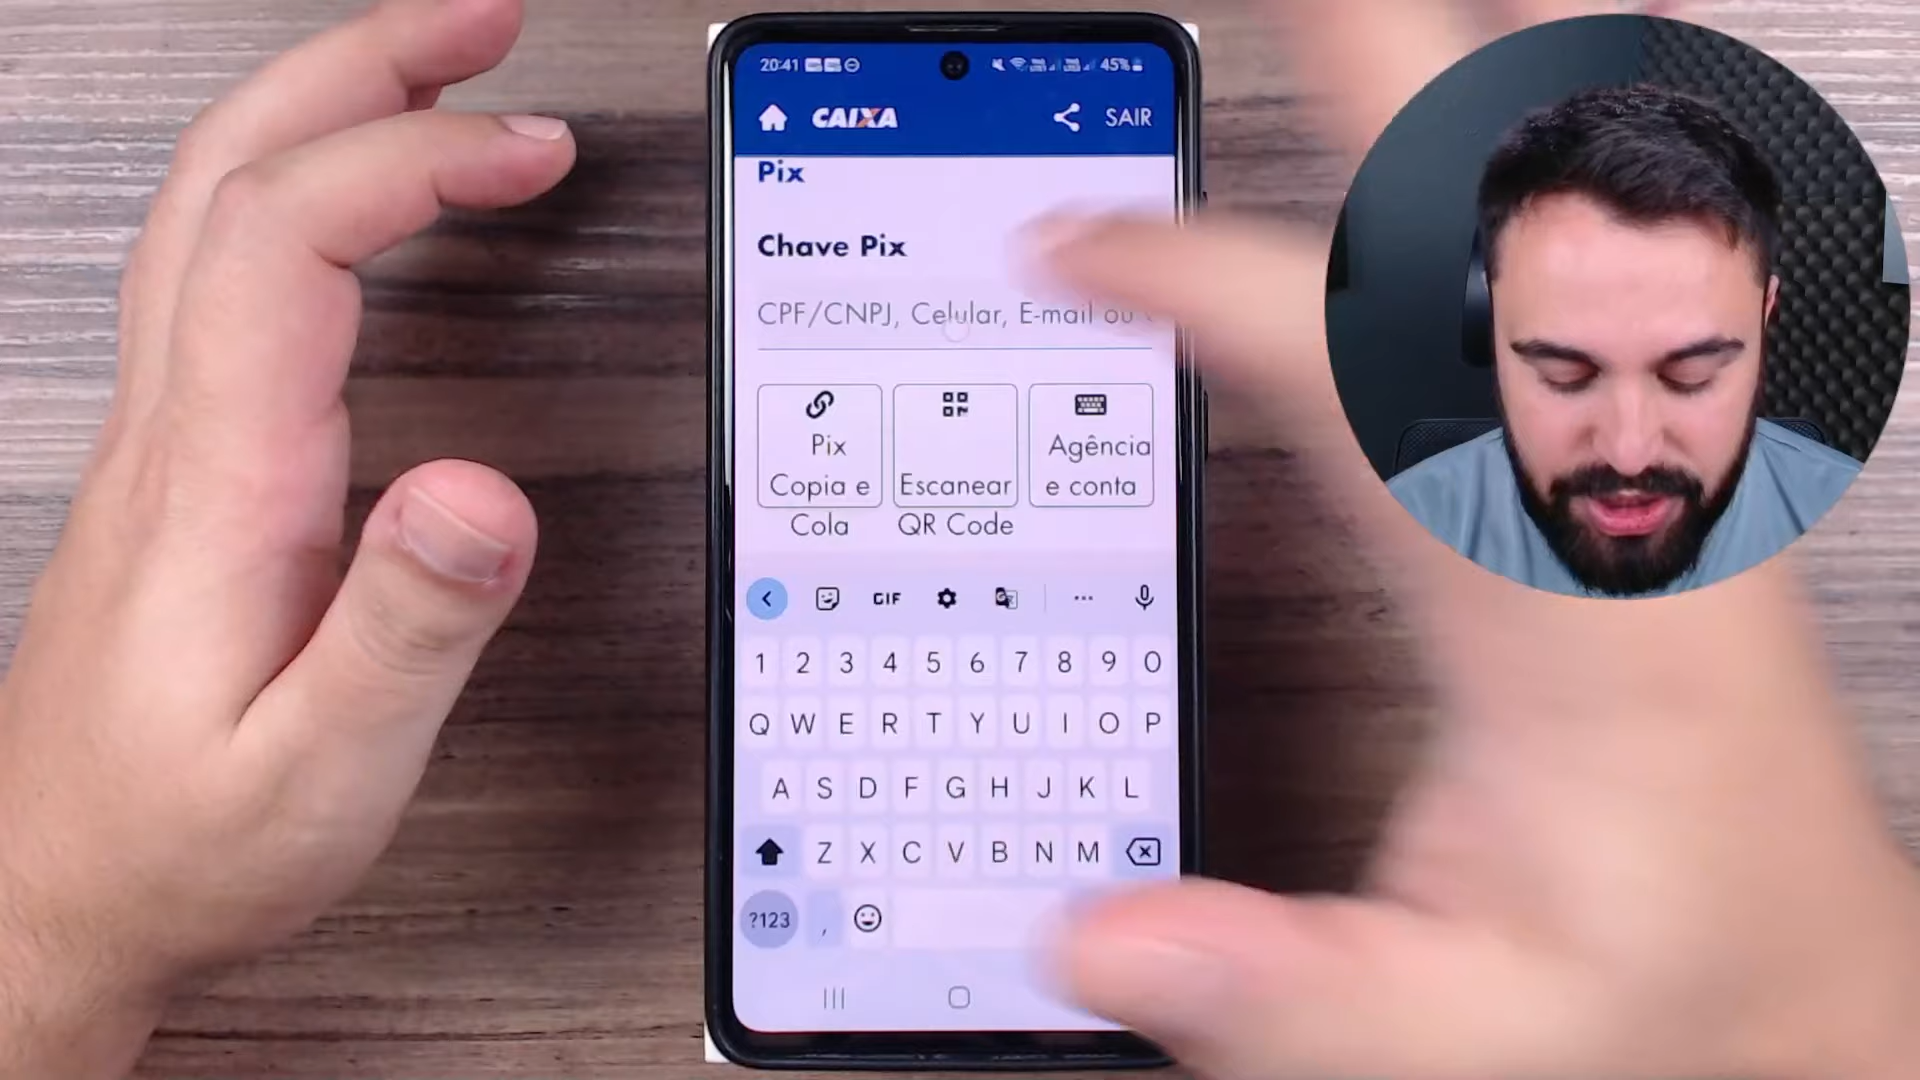 20:41 45%
CAIXA SAIR
Pix
Chave Pix
CPF/CNPJ, Celular, E-mail ou
Pix Copia e Cola
Escanear QR Code
Agência e conta
GIF
1 2 3 4 5 6 7 8 9 0
Q W E R T Y U I O P
A S D F G H J K L
Z X C V B N M
?123 ,